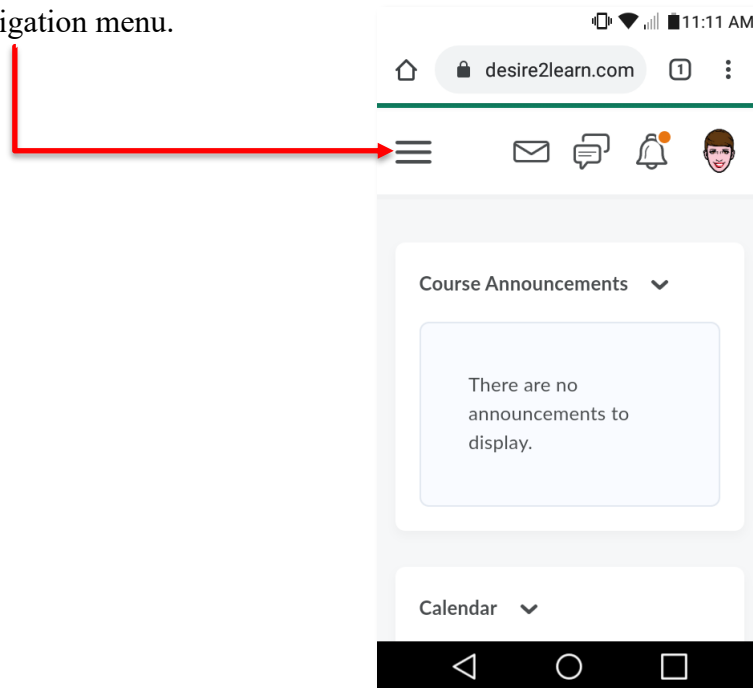 igation menu.
11:11 AM
desire2learn.com
1
Course Announcements
There are no
announcements to
display.
Calendar